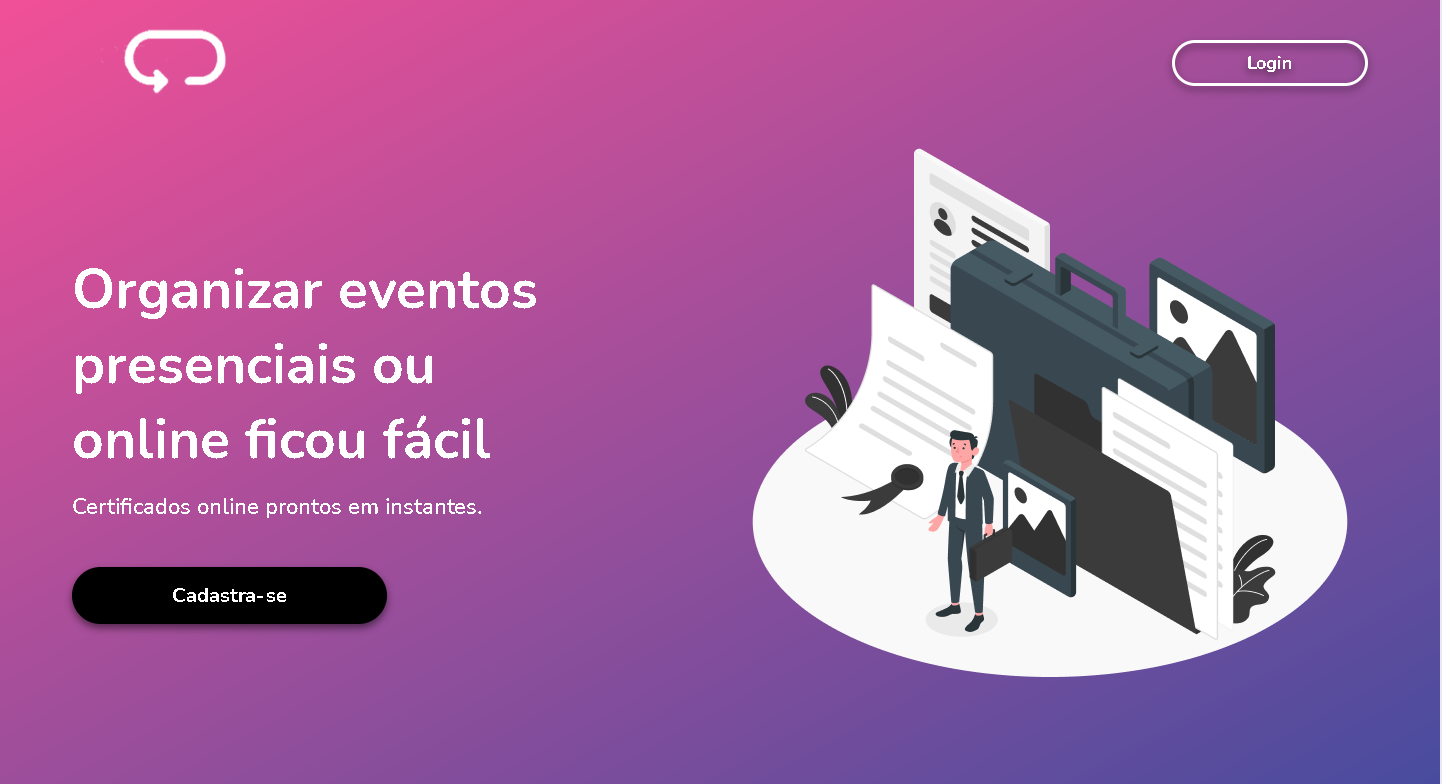 Login
Organizar eventos
presenciais ou
online ficou fácil
Certificados online prontos em instantes.
Cadastra-se